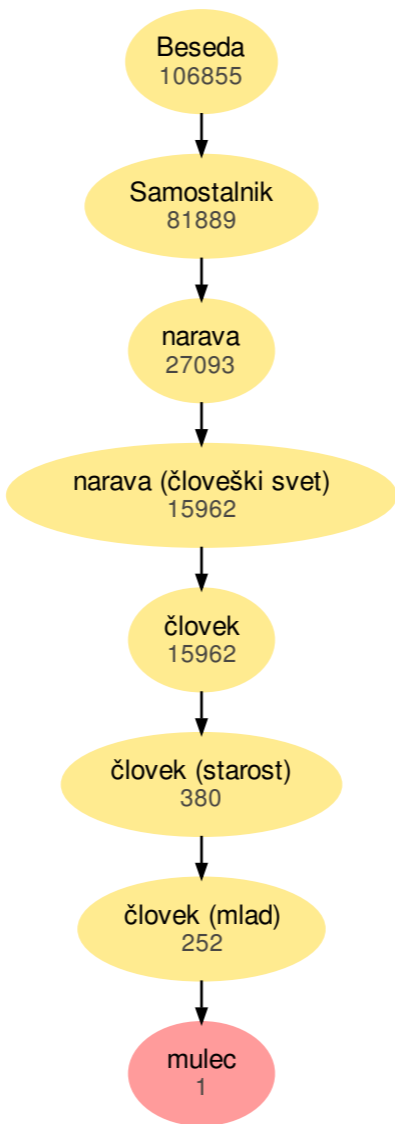 Beseda
106855
Samostalnik
81889
narava
27093
narava (človeški svet)
15962
človek
15962
človek (starost)
380
človek (mlad)
252
mulec
1